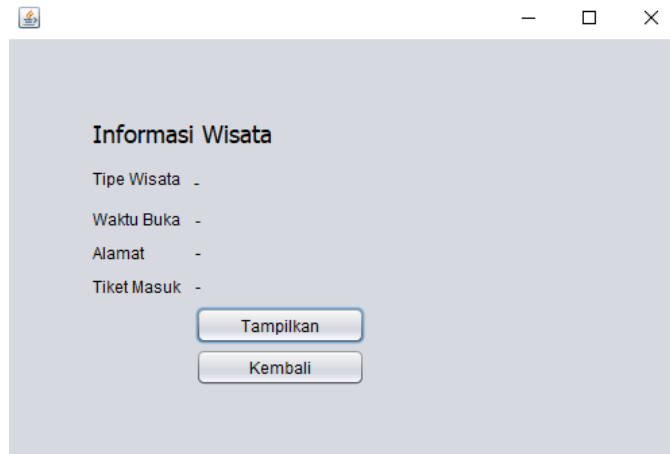 Informasi Wisata
Tipe Wisata -
Waktu Buka -
Alamat -
Tiket Masuk -
Tampilkan
Kembali